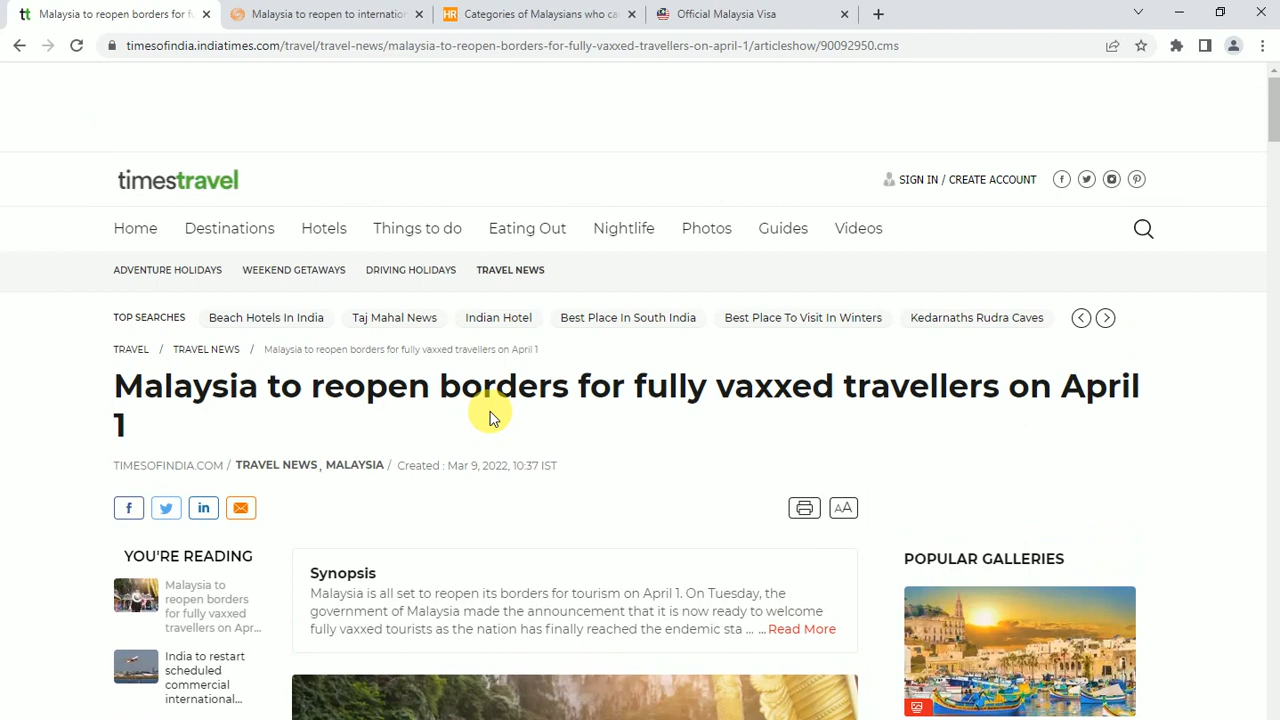 Malaysia to reopen borders for fu
Malaysia to reopen to internation
HR Categories of Malaysians who ca
Official Malaysia Visa
timesofindia.indiatimes.com/travel/travel-news/malaysia-to-reopen-borders-for-fully-vaxxed-travellers-on-april-1/articleshow/90092950.cms
timestravel
SIGN IN / CREATE ACCOUNT
Home Destinations Hotels Things to do Eating Out Nightlife Photos Guides Videos
ADVENTURE HOLIDAYS WEEKEND GETAWAYS DRIVING HOLIDAYS TRAVEL NEWS
TOP SEARCHES Beach Hotels In India Taj Mahal News Indian Hotel Best Place In South India Best Place To Visit In Winters Kedarnaths Rudra Caves
TRAVEL / TRAVEL NEWS / Malaysia to reopen borders for fully vaxxed travellers on April 1
Malaysia to reopen borders for fully vaxxed travellers on April
1
TIMESOFINDIA.COM / TRAVEL NEWS, MALAYSIA / Created : Mar 9, 2022, 10:37 IST
AA
YOU'RE READING
Malaysia to
reopen borders
for fully vaxxed
travellers on Apr...
India to restart
scheduled
commercial
international...
Synopsis
Malaysia is all set to reopen its borders for tourism on April 1. On Tuesday, the
government of Malaysia made the announcement that it is now ready to welcome
fully vaxxed tourists as the nation has finally reached the endemic sta ... ... Read More
POPULAR GALLERIES